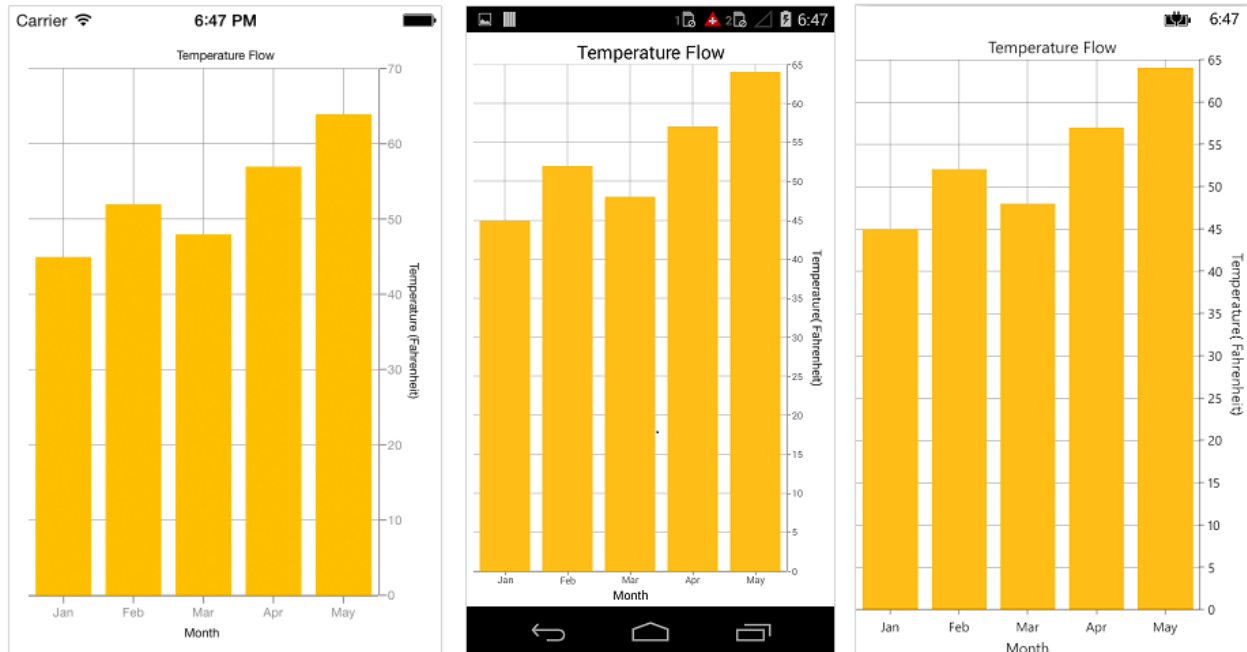 Carrier 6:47 PM
Temperature Flow
70
60
50
40
30
20
10
0
Temperature (Fahrenheit)
Jan Feb Mar Apr May
Month
1 2 6:47
Temperature Flow
65
60
55
50
45
40
35
30
25
20
15
10
5
0
Temperature( Fahrenheit)
Jan Feb Mar Apr May
Month
6:47
Temperature Flow
65
60
55
50
45
40
35
30
25
20
15
10
5
0
Temperature( Fahrenheit)
Jan Feb Mar Apr May
Month